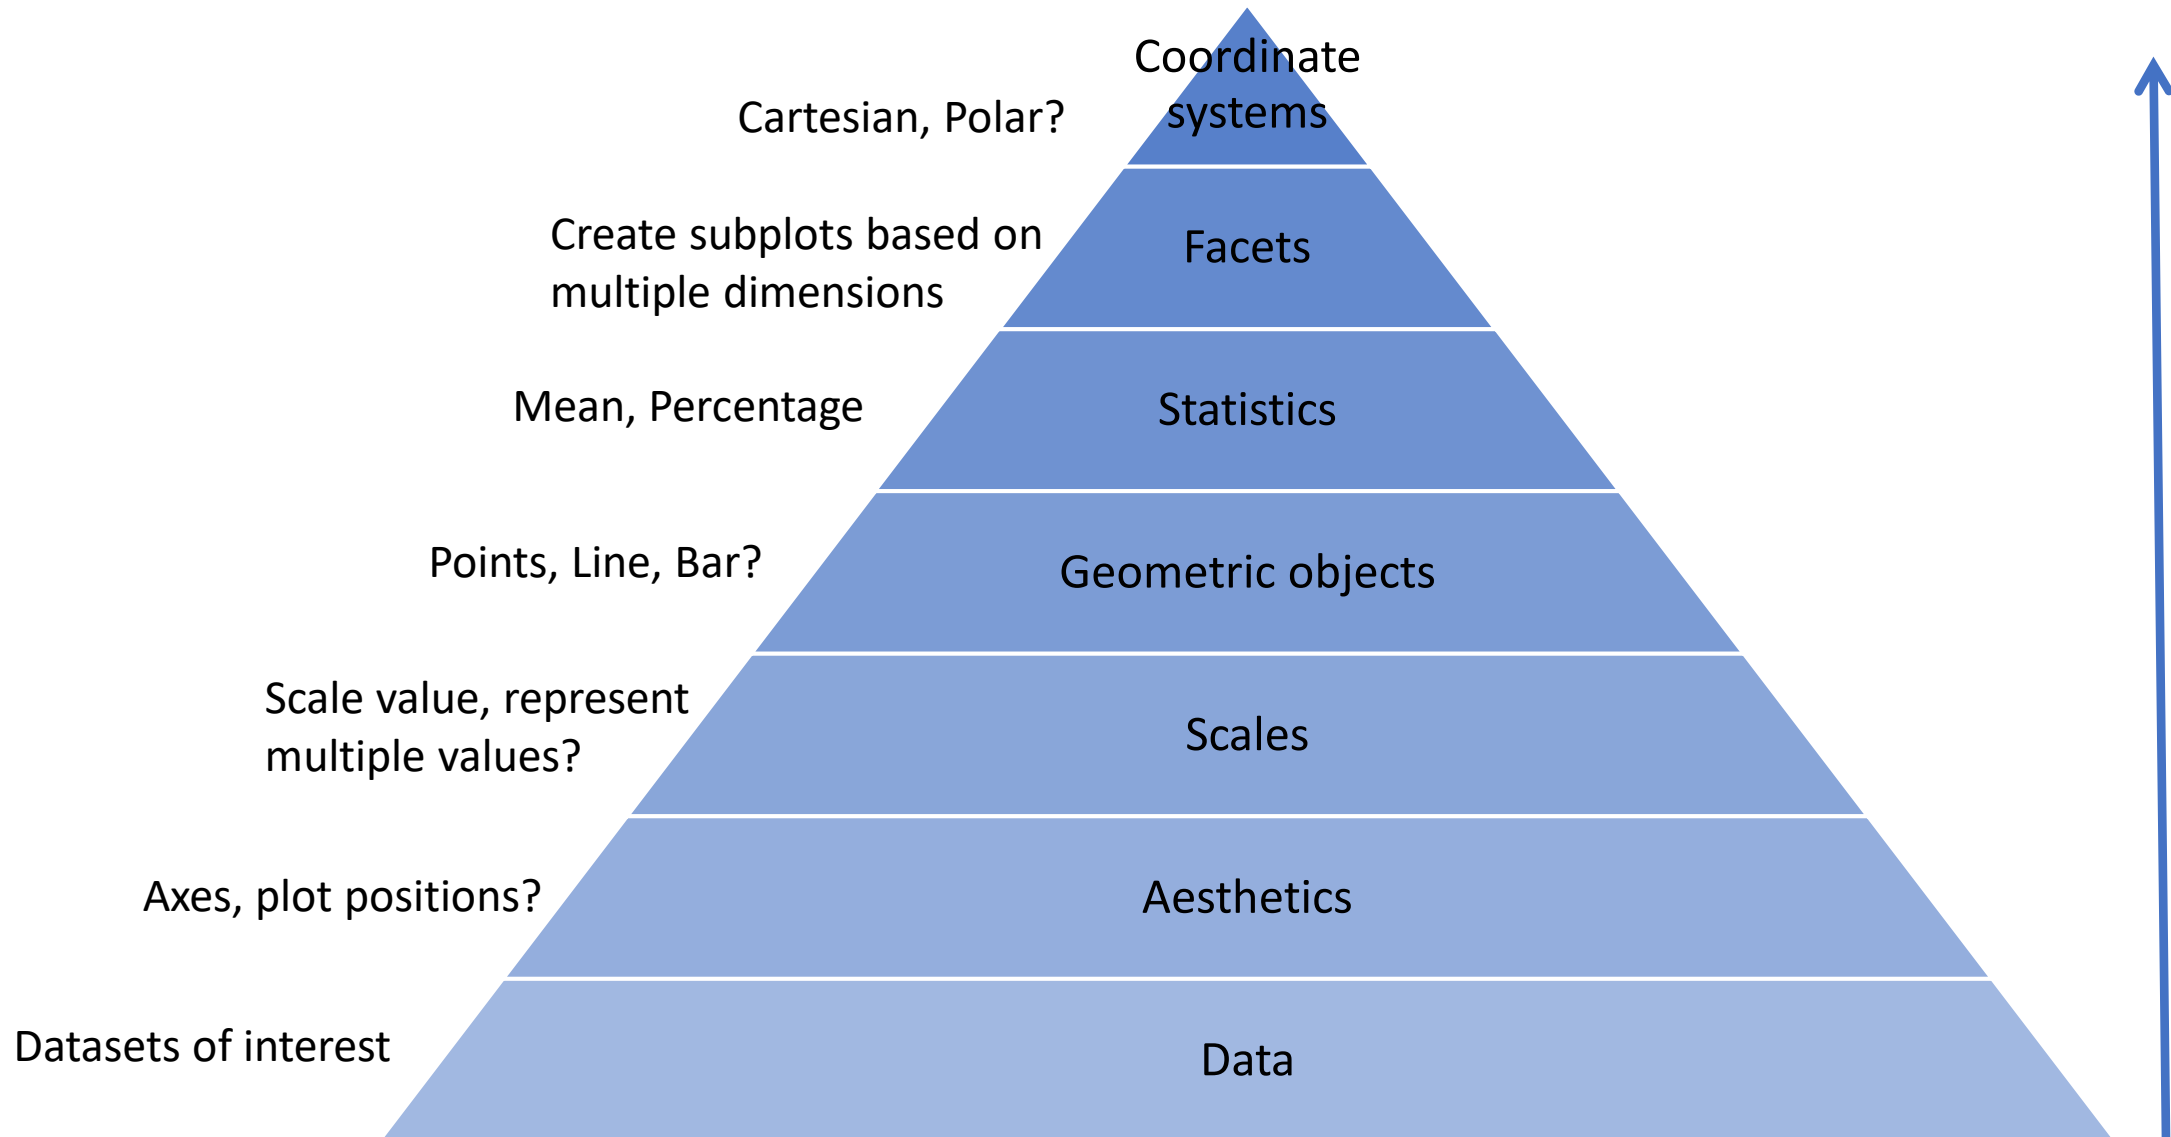 Coordinate
systems
Cartesian, Polar?
Create subplots based on
multiple dimensions
Facets
Mean, Percentage
Statistics
Points, Line, Bar?
Geometric objects
Scale value, represent
multiple values?
Scales
Axes, plot positions?
Aesthetics
Datasets of interest
Data